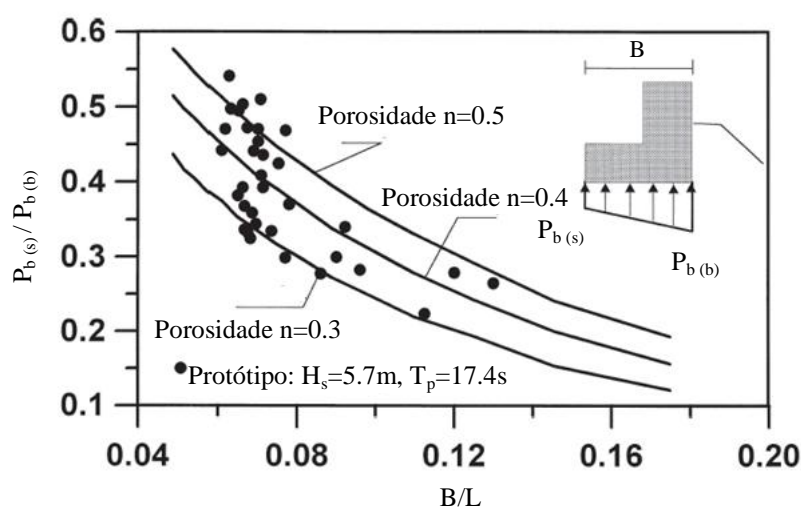 0.6
0.5
0.4
0.3
0.2
0.1
P b (s) / P b (b)
B
Porosidade n=0.5
Porosidade n=0.4
P b (s)
P b (b)
Porosidade n=0.3
Protótipo: Hs=5.7m, Tp=17.4s
0.04 0.08 0.12 0.16 0.20
B/L